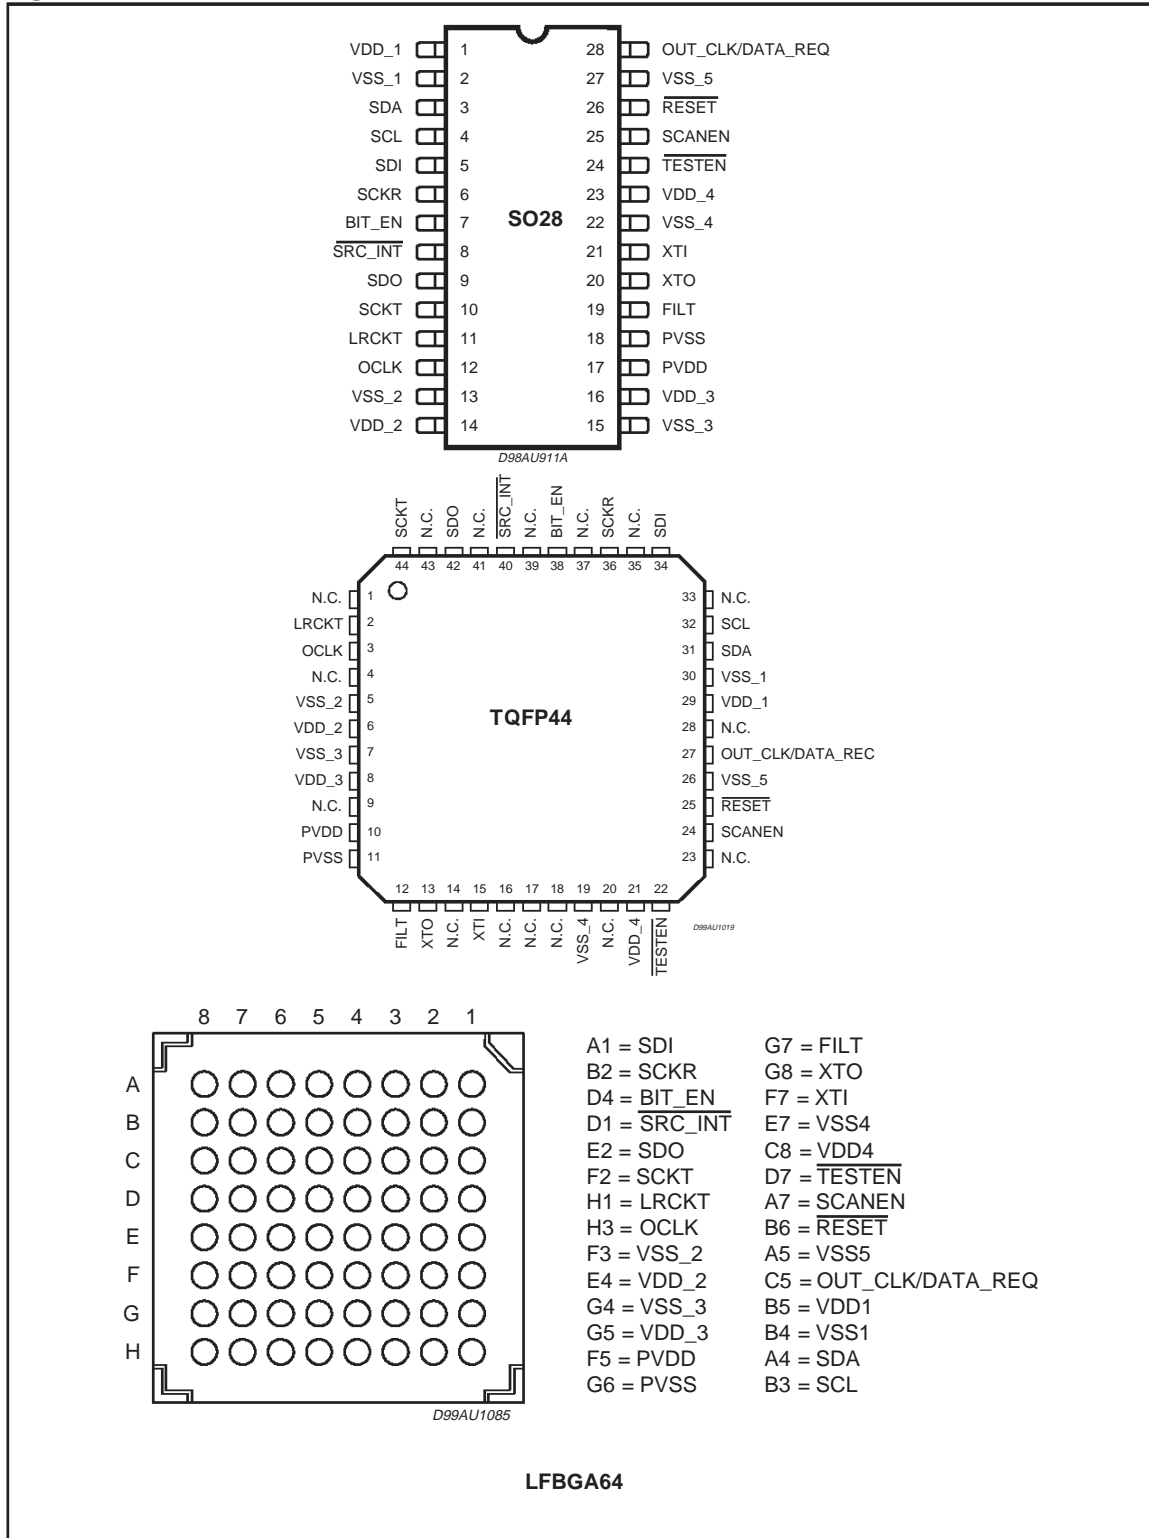 VDD_1 1 28 OUT_CLK/DATA_REQ
VSS_1 2 27 VSS_5
SDA 3 26 RESET
SCL 4 25 SCANEN
SDI 5 24 TESTEN
SCKR 6 23 VDD_4
BIT_EN 7 SO28 22 VSS_4
SRC_INT 8 21 XTI
SDO 9 20 XTO
SCKT 10 19 FILT
LRCKT 11 18 PVSS
OCLK 12 17 PVDD
VSS_2 13 16 VDD_3
VDD_2 14 15 VSS_3
D98AU911A
SCKT N.C. SDO N.C. SRC_INT N.C. BIT_EN N.C. SCKR N.C. SDI
44 43 42 41 40 39 38 37 36 35 34
N.C. 1 33 N.C.
LRCKT 2 32 SCL
OCLK 3 31 SDA
N.C. 4 30 VSS_1
VSS_2 5 29 VDD_1
TQFP44
VDD_2 6 28 N.C.
VSS_3 7 27 OUT_CLK/DATA_REC
VDD_3 8 26 VSS_5
N.C. 9 25 RESET
PVDD 10 24 SCANEN
PVSS 11 23 N.C.
12 13 14 15 16 17 18 19 20 21 22
FILT XTO N.C. XTI N.C. N.C. N.C. VSS_4 N.C. VDD_4 TESTEN
D99AU1019
8 7 6 5 4 3 2 1
A
B
C
D
E
F
G
H
D99AU1085
A1 = SDI
B2 = SCKR
D4 = BIT_EN
D1 = SRC_INT
E2 = SDO
F2 = SCKT
H1 = LRCKT
H3 = OCLK
F3 = VSS_2
E4 = VDD_2
G4 = VSS_3
G5 = VDD_3
F5 = PVDD
G6 = PVSS
G7 = FILT
G8 = XTO
F7 = XTI
E7 = VSS4
C8 = VDD4
D7 = TESTEN
A7 = SCANEN
B6 = RESET
A5 = VSS5
C5 = OUT_CLK/DATA_REQ
B5 = VDD1
B4 = VSS1
A4 = SDA
B3 = SCL
LFBGA64